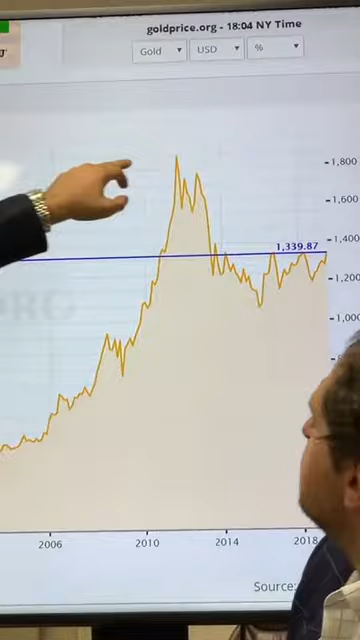 goldprice.org - 18:04 NY Time
Gold USD %
1,800
1,600
1,400
1,339.87
1,200
1,000
2006 2010 2014 2018
Source: